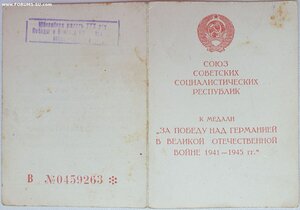 www.FORUMS-SU.com
В №0459263
СОЮЗ
СОВЕТСКИХ
СОЦИАЛИСТИЧЕСКИХ
РЕСПУБЛИК
К МЕДАЛИ
"ЗА ПОБЕДУ НАД ГЕРМАНИЕЙ
В ВЕЛИКОЙ ОТЕЧЕСТВЕННОЙ
ВОЙНЕ 1941—1945 гг."